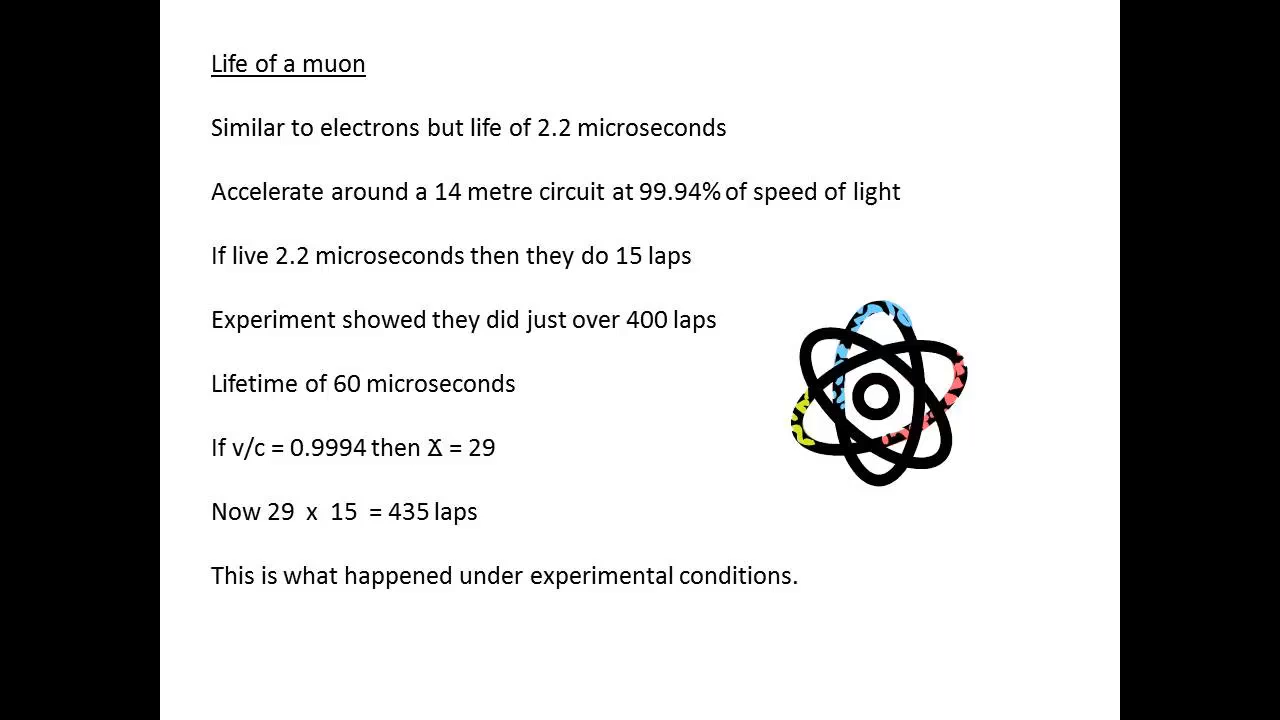 Life of a muon
Similar to electrons but life of 2.2 microseconds
Accelerate around a 14 metre circuit at 99.94% of speed of light
If live 2.2 microseconds then they do 15 laps
Experiment showed they did just over 400 laps
Lifetime of 60 microseconds
If v/c = 0.9994 then = 29
Now 29 x 15 = 435 laps
This is what happened under experimental conditions.